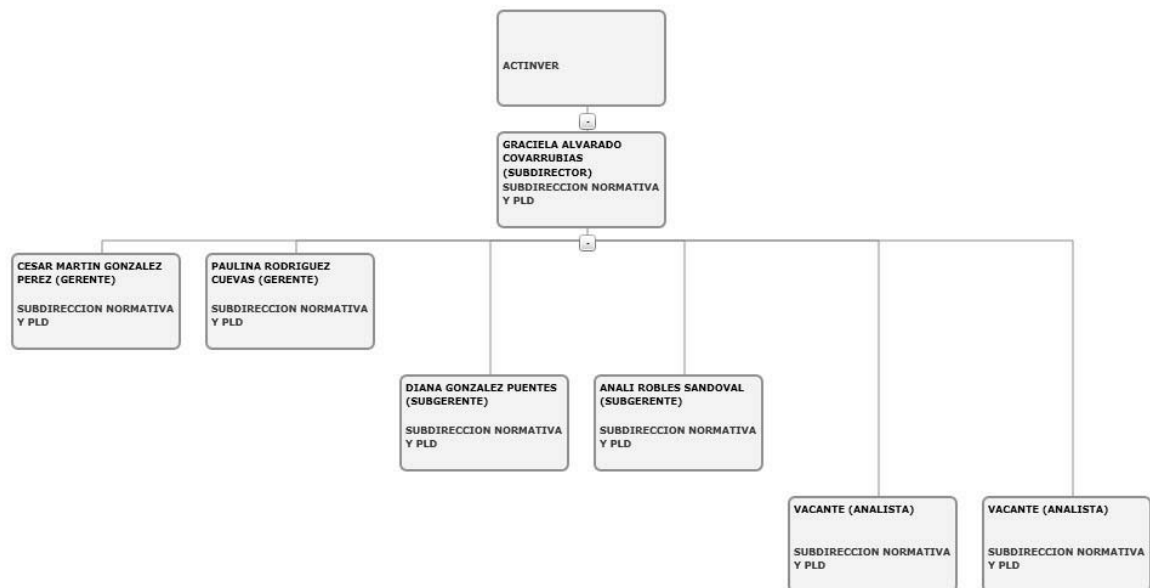 ACTINVER
GRACIELA ALVARADO
COVARRUBIAS
(SUBDIRECTOR)
SUBDIRECCION NORMATIVA
Y PLD
CESAR MARTIN GONZALEZ
PEREZ (GERENTE)
SUBDIRECCION NORMATIVA
Y PLD
PAULINA RODRIGUEZ
CUEVAS (GERENTE)
SUBDIRECCION NORMATIVA
Y PLD
DIANA GONZALEZ PUENTES
(SUBGERENTE)
SUBDIRECCION NORMATIVA
Y PLD
ANALI ROBLES SANDOVAL
(SUBGERENTE)
SUBDIRECCION NORMATIVA
Y PLD
VACANTE (ANALISTA)
SUBDIRECCION NORMATIVA
Y PLD
VACANTE (ANALISTA)
SUBDIRECCION NORMATIVA
Y PLD